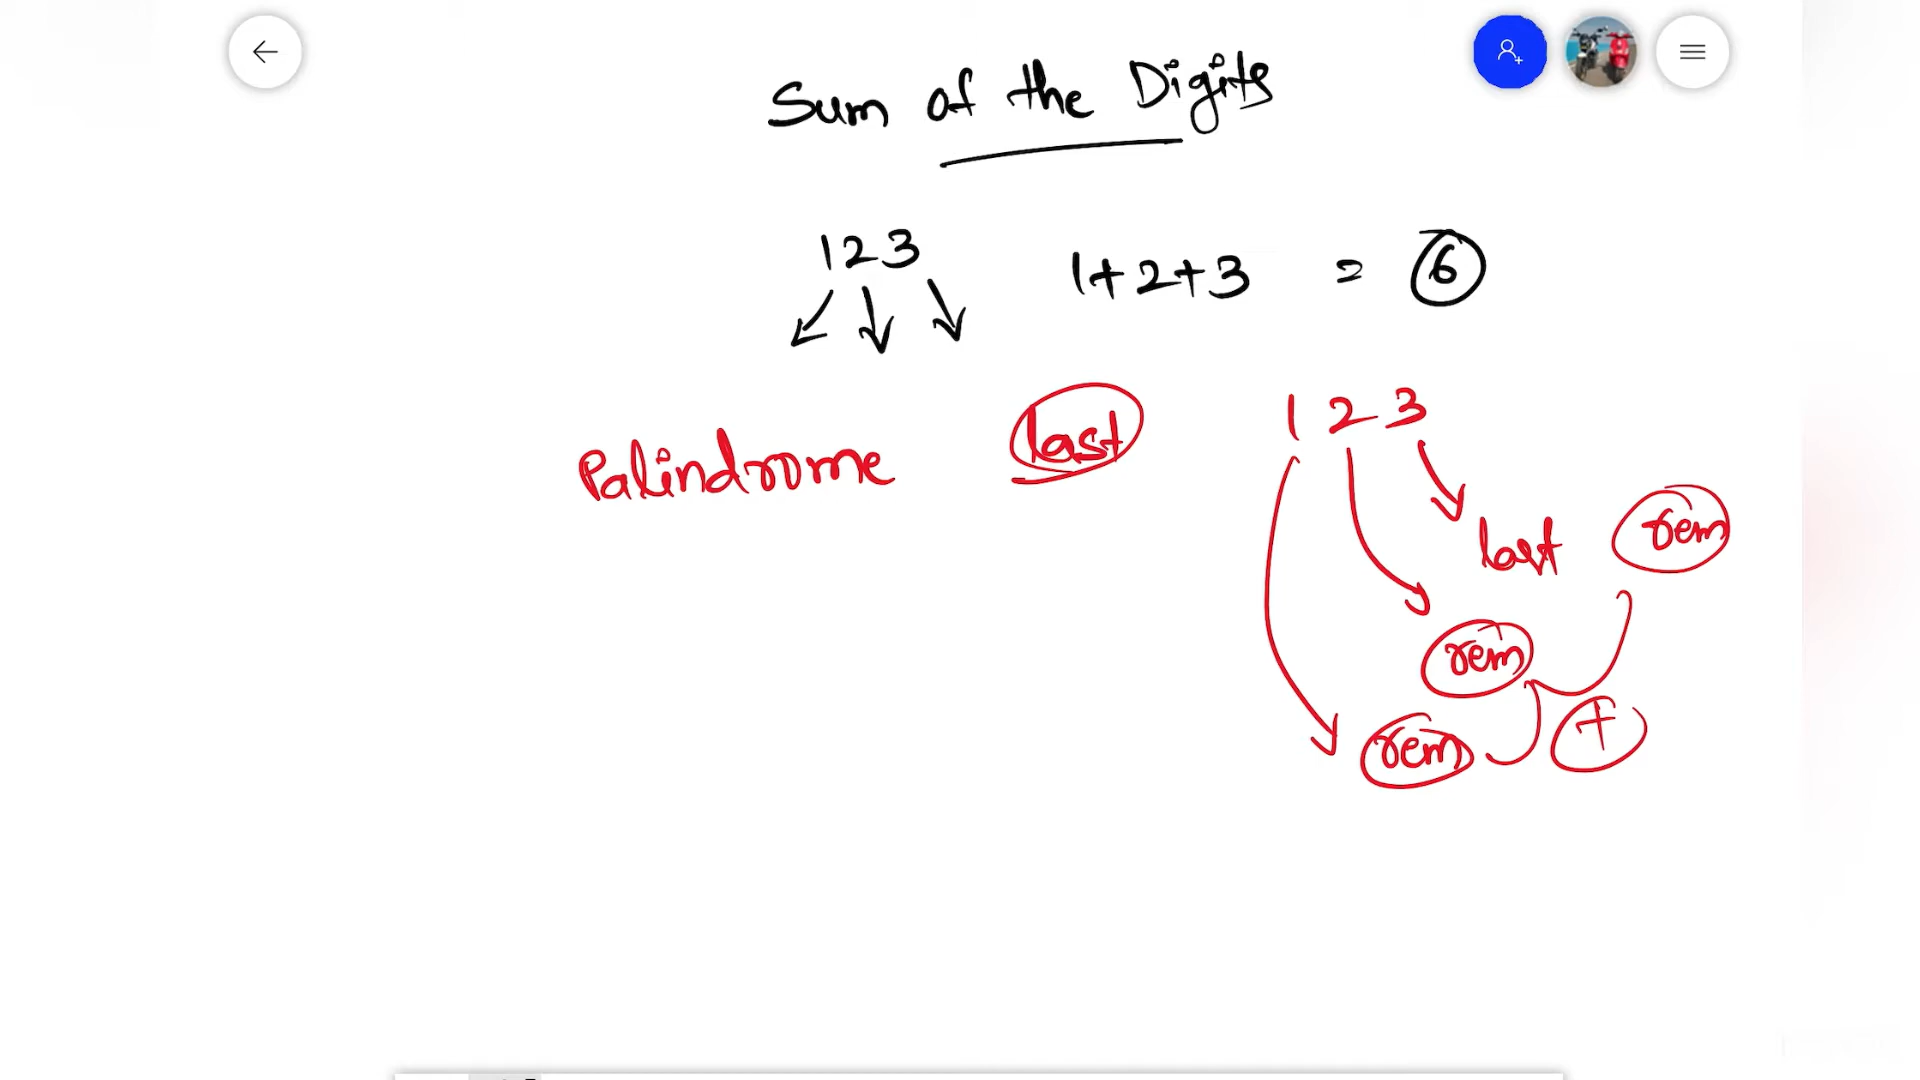 Sum of the Digits
123 1+2+3 = 6
Palindrome last 1 2 3
last rem
rem
rem +